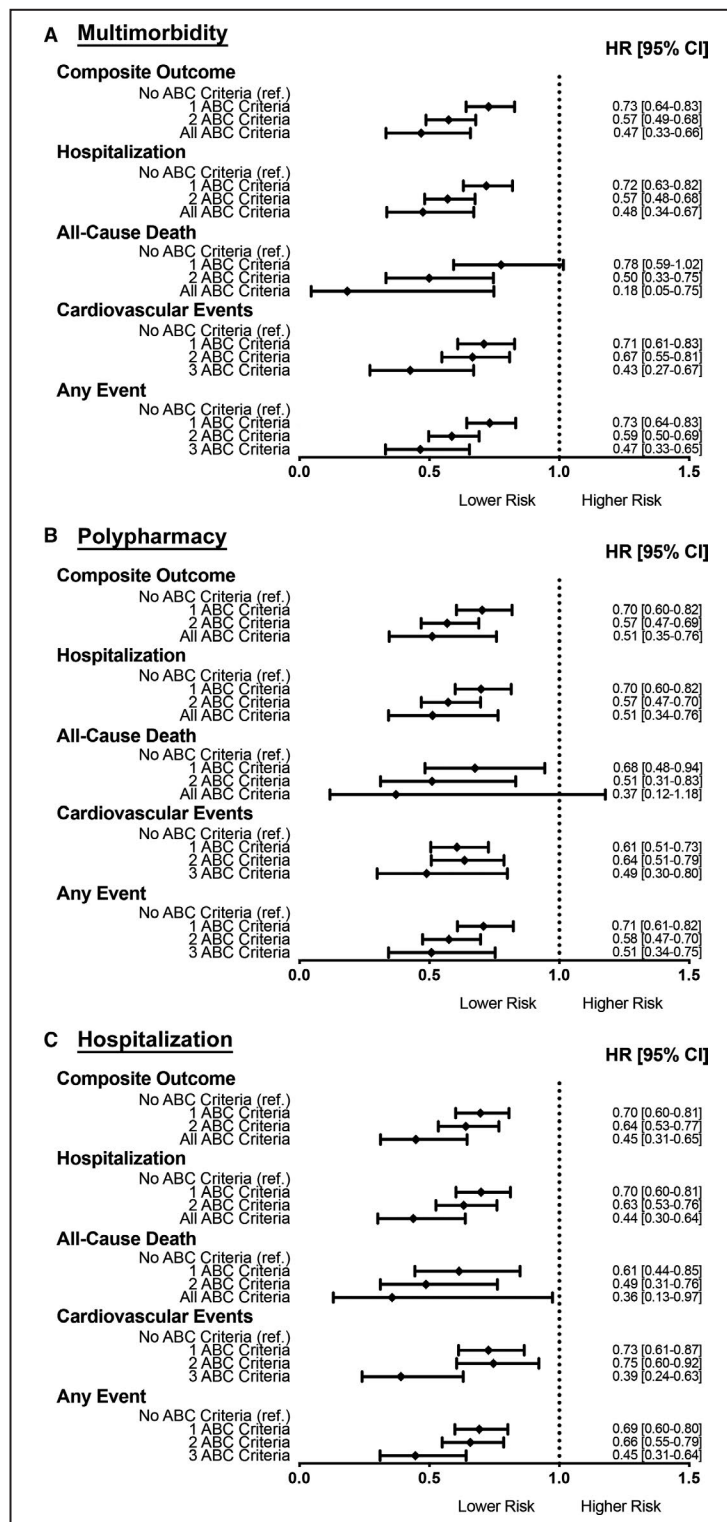 A Multimorbidity
HR [95% CI]
Composite Outcome
No ABC Criteria (ref.)
1 ABC Criteria 0.73 [0.64-0.83]
2 ABC Criteria 0.57 [0.49-0.68]
All ABC Criteria 0.47 [0.33-0.66]
Hospitalization
No ABC Criteria (ref.)
1 ABC Criteria 0.72 [0.63-0.82]
2 ABC Criteria 0.57 [0.48-0.68]
All ABC Criteria 0.48 [0.34-0.67]
All-Cause Death
No ABC Criteria (ref.)
1 ABC Criteria 0.78 [0.59-1.02]
2 ABC Criteria 0.50 [0.33-0.75]
All ABC Criteria 0.18 [0.05-0.75]
Cardiovascular Events
No ABC Criteria (ref.)
1 ABC Criteria 0.71 [0.61-0.83]
2 ABC Criteria 0.67 [0.55-0.81]
3 ABC Criteria 0.43 [0.27-0.67]
Any Event
No ABC Criteria (ref.)
1 ABC Criteria 0.73 [0.64-0.83]
2 ABC Criteria 0.59 [0.50-0.69]
3 ABC Criteria 0.47 [0.33-0.65]
0.0 0.5 1.0 1.5
Lower Risk Higher Risk
B Polypharmacy
HR [95% CI]
Composite Outcome
No ABC Criteria (ref.)
1 ABC Criteria 0.70 [0.60-0.82]
2 ABC Criteria 0.57 [0.47-0.69]
All ABC Criteria 0.51 [0.35-0.76]
Hospitalization
No ABC Criteria (ref.)
1 ABC Criteria 0.70 [0.60-0.82]
2 ABC Criteria 0.57 [0.47-0.70]
All ABC Criteria 0.51 [0.34-0.76]
All-Cause Death
No ABC Criteria (ref.)
1 ABC Criteria 0.68 [0.48-0.94]
2 ABC Criteria 0.51 [0.31-0.83]
All ABC Criteria 0.37 [0.12-1.18]
Cardiovascular Events
No ABC Criteria (ref.)
1 ABC Criteria 0.61 [0.51-0.73]
2 ABC Criteria 0.64 [0.51-0.79]
3 ABC Criteria 0.49 [0.30-0.80]
Any Event
No ABC Criteria (ref.)
1 ABC Criteria 0.71 [0.61-0.82]
2 ABC Criteria 0.58 [0.47-0.70]
3 ABC Criteria 0.51 [0.34-0.75]
0.0 0.5 1.0 1.5
Lower Risk Higher Risk
C Hospitalization
HR [95% CI]
Composite Outcome
No ABC Criteria (ref.)
1 ABC Criteria 0.70 [0.60-0.81]
2 ABC Criteria 0.64 [0.53-0.77]
All ABC Criteria 0.45 [0.31-0.65]
Hospitalization
No ABC Criteria (ref.)
1 ABC Criteria 0.70 [0.60-0.81]
2 ABC Criteria 0.63 [0.53-0.76]
All ABC Criteria 0.44 [0.30-0.64]
All-Cause Death
No ABC Criteria (ref.)
1 ABC Criteria 0.61 [0.44-0.85]
2 ABC Criteria 0.49 [0.31-0.76]
All ABC Criteria 0.36 [0.13-0.97]
Cardiovascular Events
No ABC Criteria (ref.)
1 ABC Criteria 0.73 [0.61-0.87]
2 ABC Criteria 0.75 [0.60-0.92]
3 ABC Criteria 0.39 [0.24-0.63]
Any Event
No ABC Criteria (ref.)
1 ABC Criteria 0.69 [0.60-0.80]
2 ABC Criteria 0.66 [0.55-0.79]
3 ABC Criteria 0.45 [0.31-0.64]
0.0 0.5 1.0 1.5
Lower Risk Higher Risk